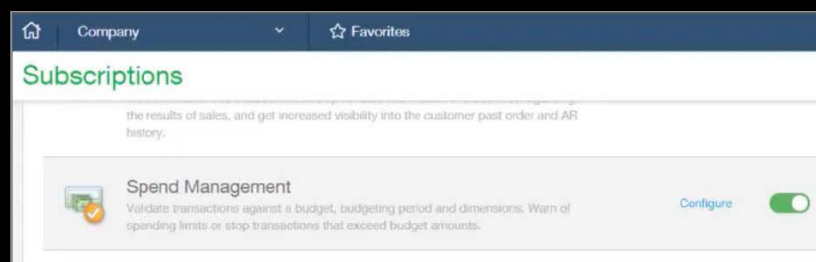 Company
Favorites
Subscriptions
the results of sales, and get increased visibility into the customer past order and AR
history.
Spend Management
Validate transactions against a budget, budgeting period and dimensions. Warn of
Configure
spending limits or stop transactions that exceed budget amounts.